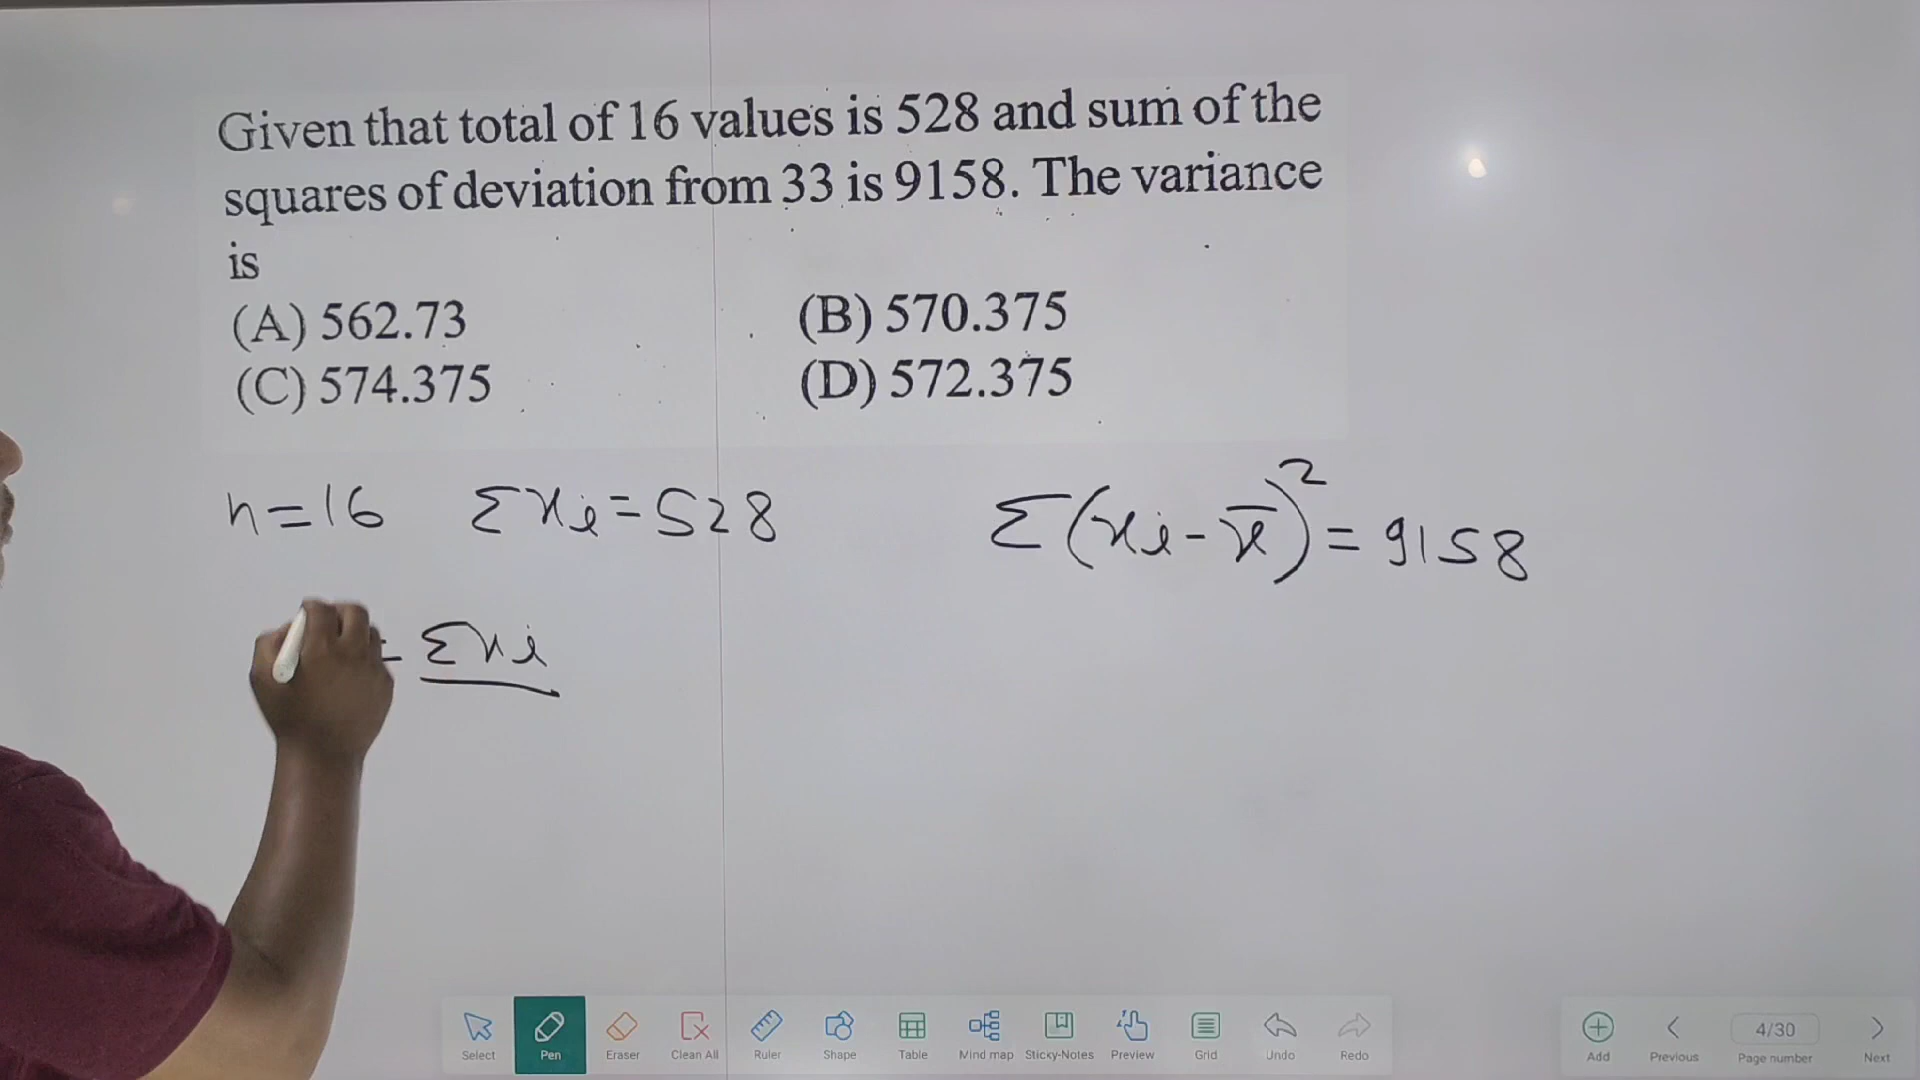 Given that total of 16 values is 528 and sum of the
squares of deviation from 33 is 9158. The variance
is
(A) 562.73 (B) 570.375
(C) 574.375 (D) 572.375
n=16 Σxi=528 Σ(xi-x̄)²=9158
= Σxi
Select Pen Eraser Clean All Ruler Shape Table Mind map Sticky-Notes Preview Grid Undo Redo Add Previous 4/30 Page number Next